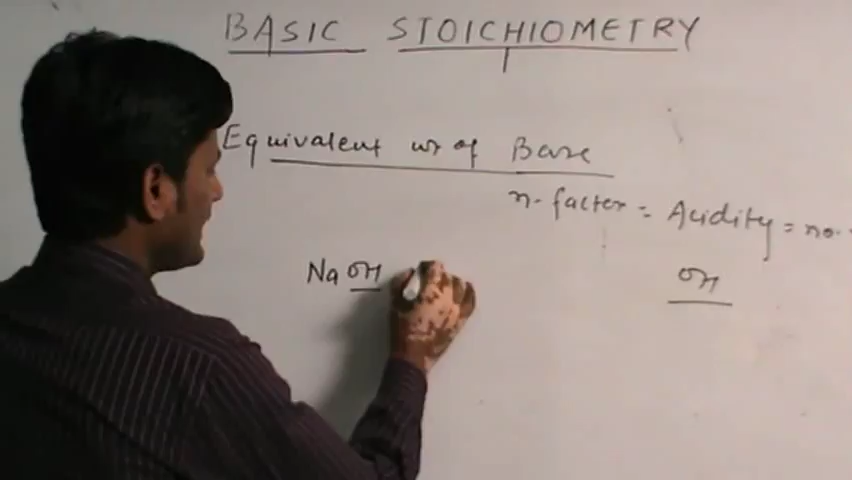 BASIC STOICHIOMETRY
Equivalent wt of Base
n-factor = Acidity = no.
NaOH
OH